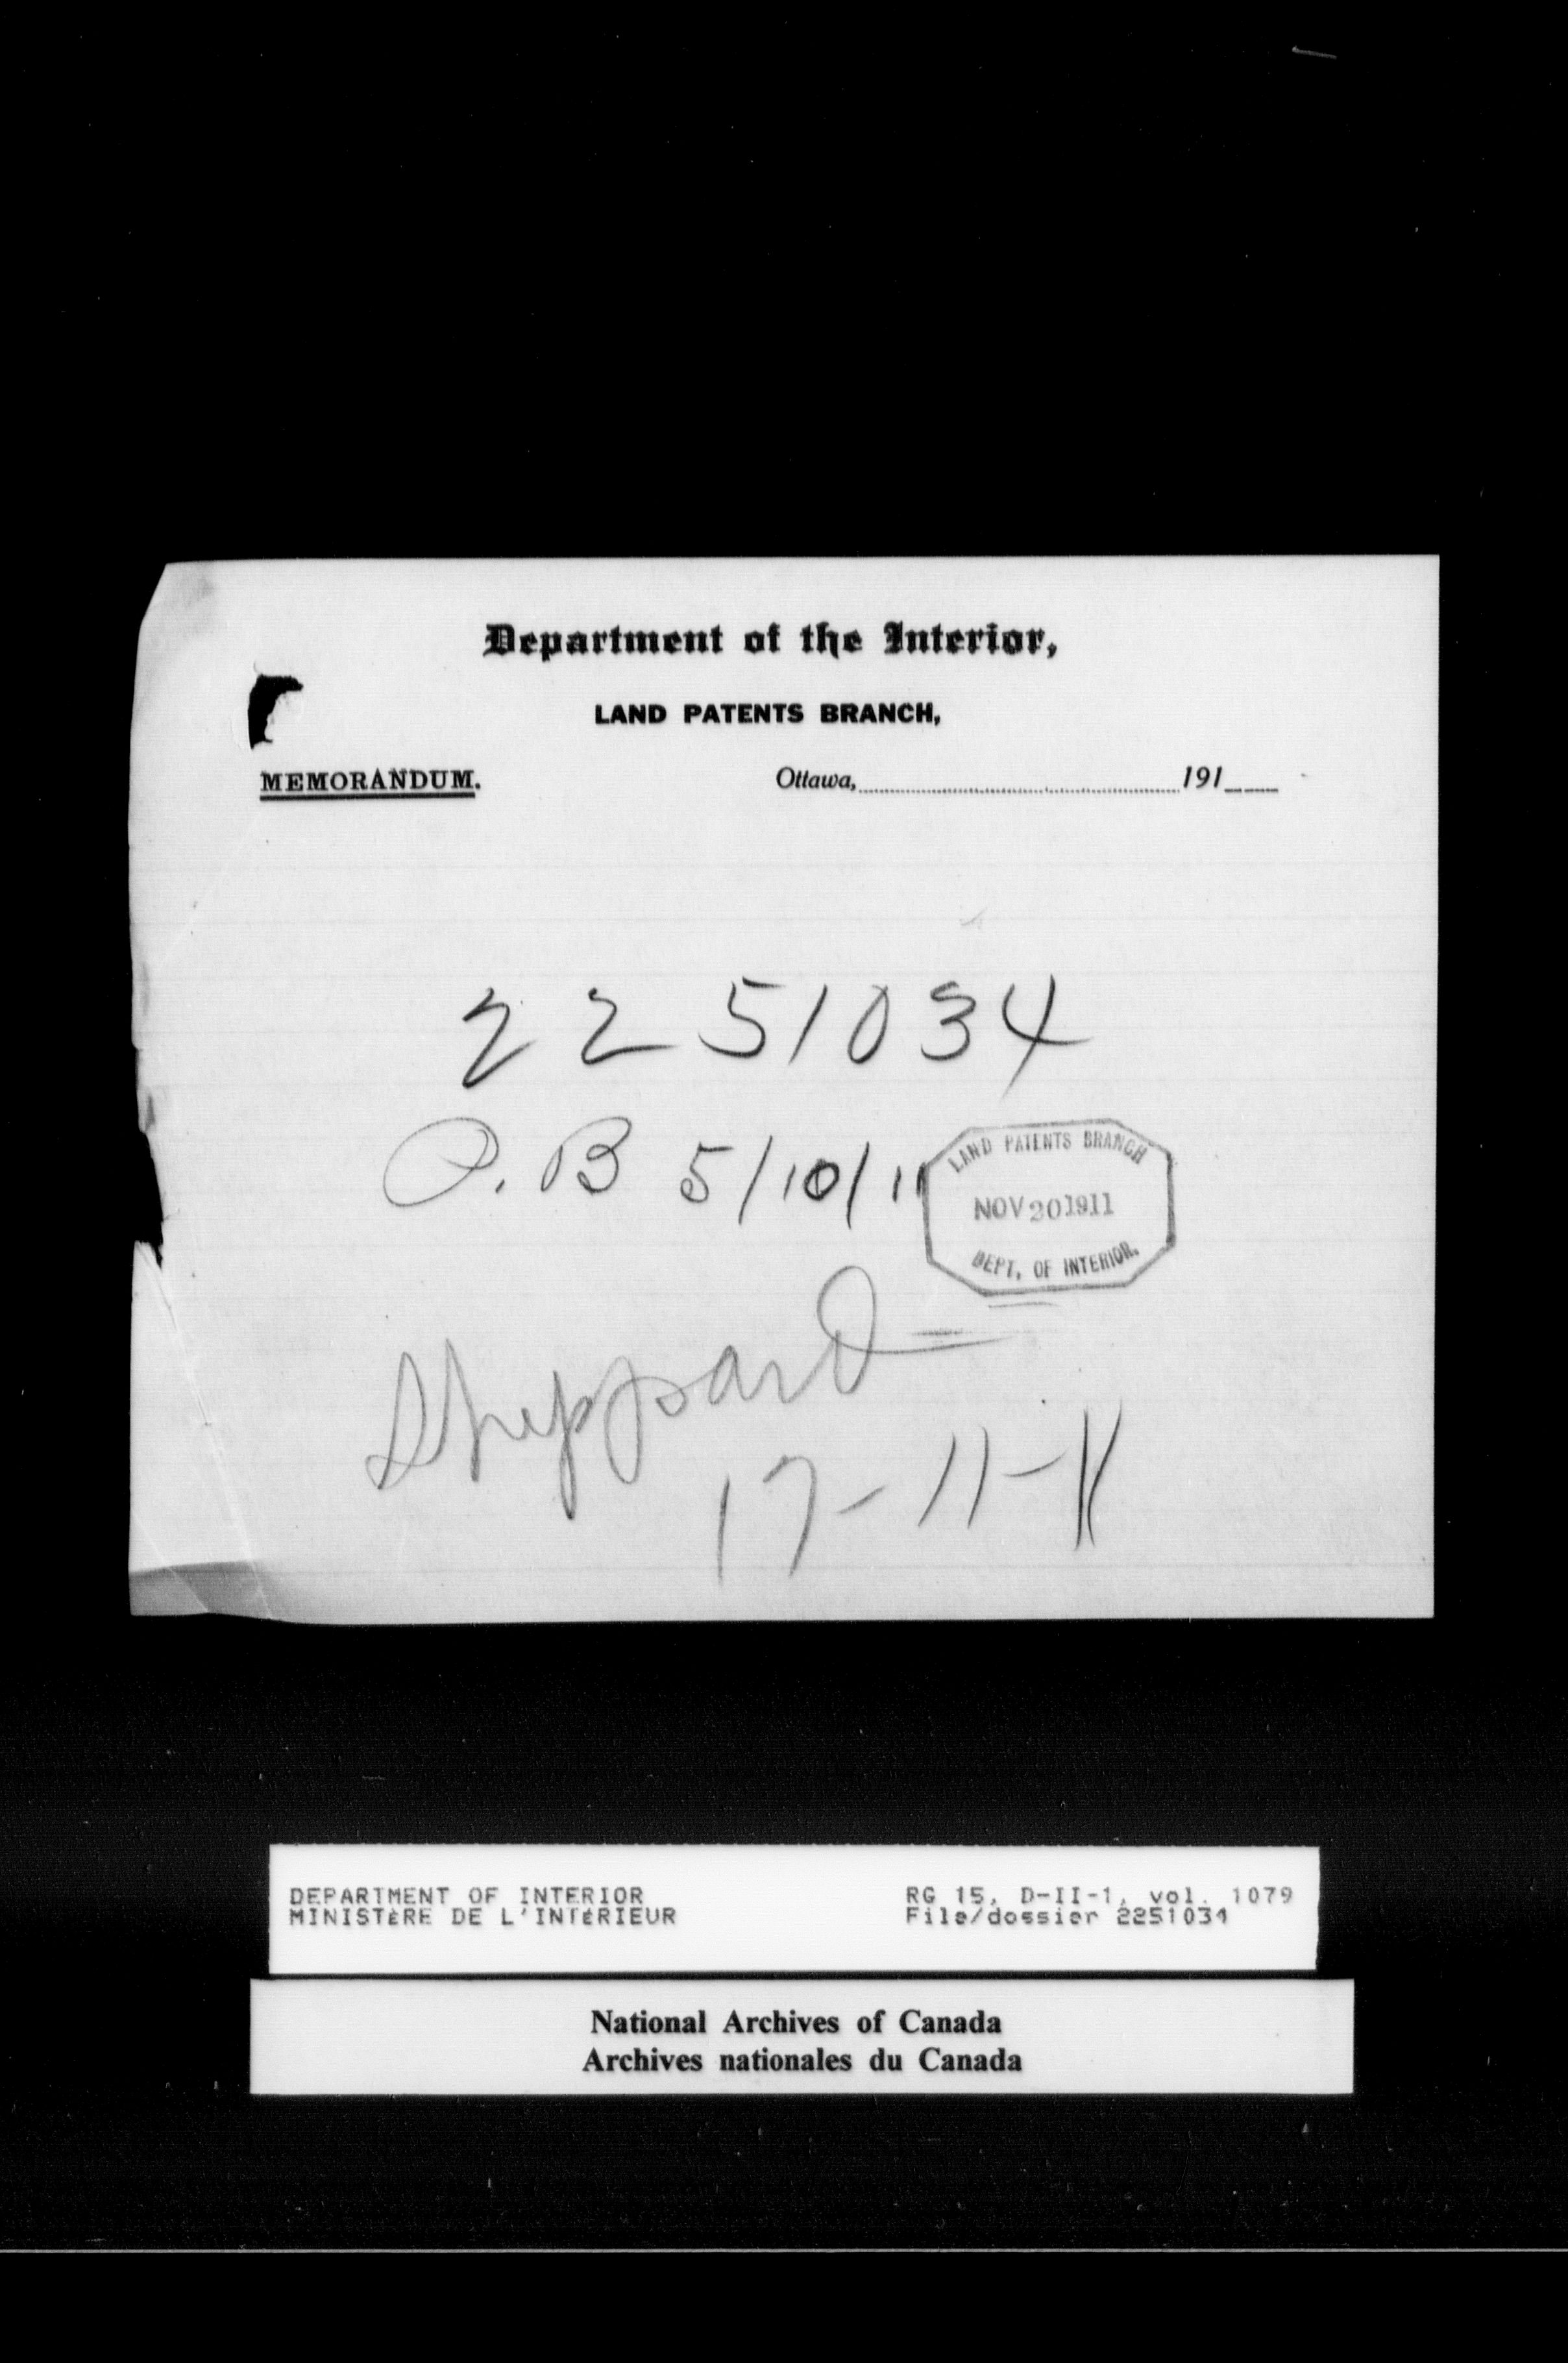 Department of the Interior,
LAND PATENTS BRANCH,
MEMORANDUM. Ottawa, 191
2251034
P. B 5/10/11
LAND PATENTS BRANCH
NOV 20 1911
DEPT. OF INTERIOR.
Sheppard
17-11-11
DEPARTMENT OF INTERIOR RG 15, D-II-1, vol. 1079
MINISTèRE DE L'INTéRIEUR File/dossier 2251034
National Archives of Canada
Archives nationales du Canada